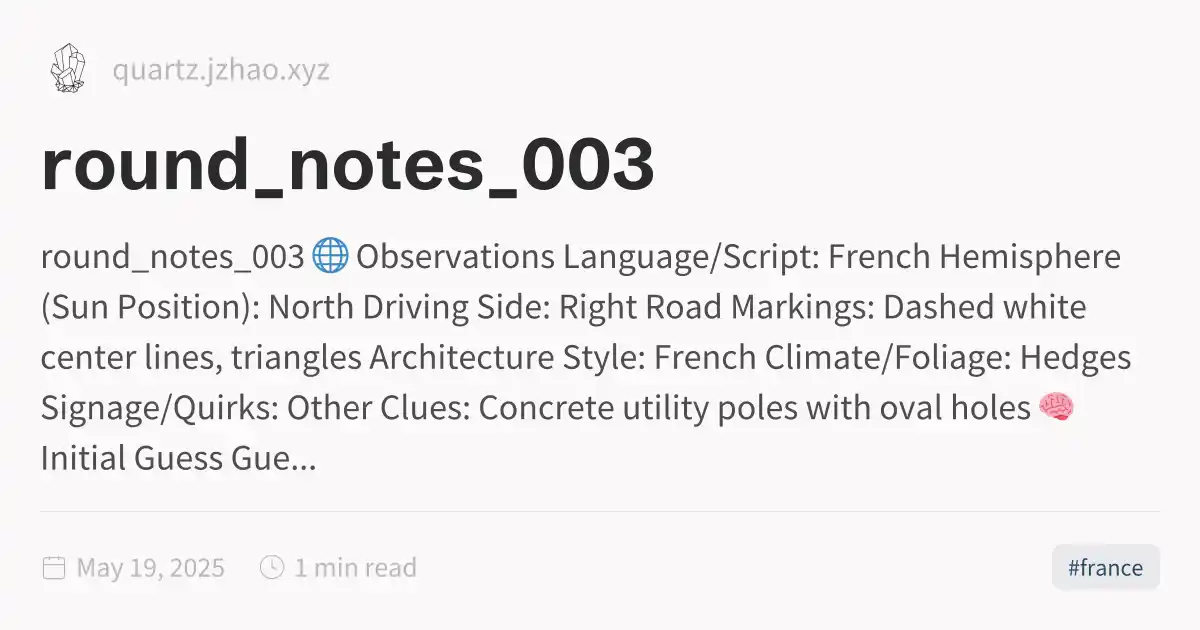 quartz.jzhao.xyz
round_notes_003
round_notes_003 🌐 Observations Language/Script: French Hemisphere
(Sun Position): North Driving Side: Right Road Markings: Dashed white
center lines, triangles Architecture Style: French Climate/Foliage: Hedges
Signage/Quirks: Other Clues: Concrete utility poles with oval holes 🧠
Initial Guess Gue...
May 19, 2025 1 min read
#france